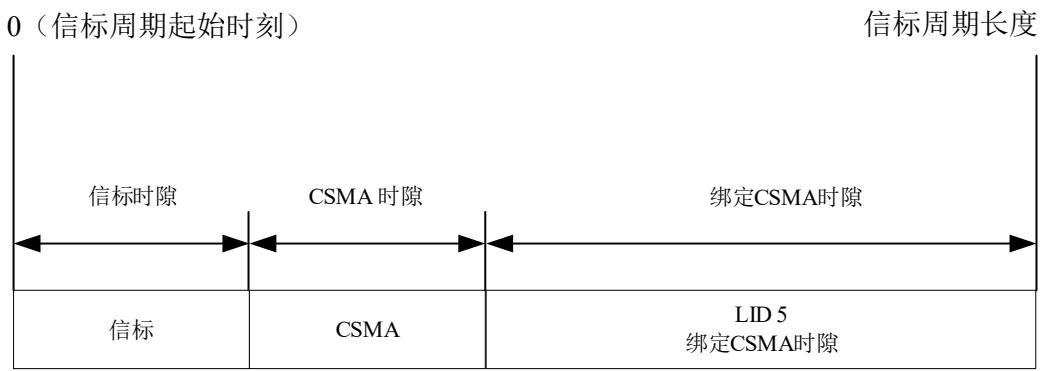 0（信标周期起始时刻）
信标周期长度
信标时隙
CSMA 时隙
绑定CSMA时隙
信标
CSMA
LID 5
绑定CSMA时隙